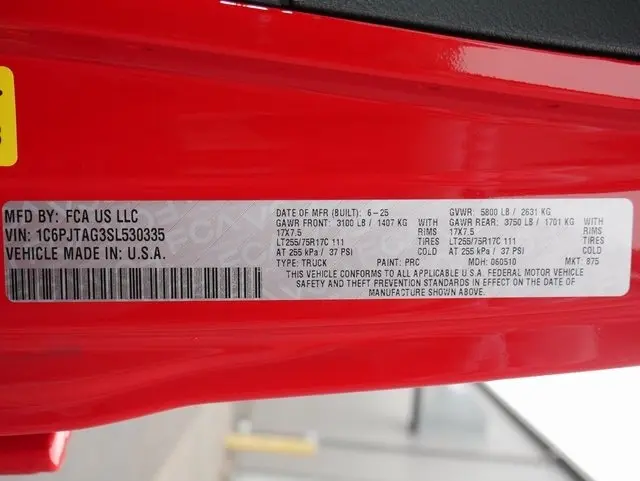 MFD BY: FCA US LLC
VIN: 1C6PJTAG3SL530335
VEHICLE MADE IN: U.S.A.
DATE OF MFR (BUILT): 6-25 GVWR: 5800 LB / 2631 KG
GAWR FRONT: 3100 LB / 1407 KG WITH GAWR REAR: 3750 LB / 1701 KG WITH
17X7.5 RIMS 17X7.5 RIMS
LT255/75R17C 111 TIRES LT255/75R17C 111 TIRES
AT 255 kPa / 37 PSI COLD AT 255 kPa / 37 PSI COLD
TYPE: TRUCK PAINT: PRC MDH: 060510 MKT: 875
THIS VEHICLE CONFORMS TO ALL APPLICABLE U.S.A. FEDERAL MOTOR VEHICLE
SAFETY AND THEFT PREVENTION STANDARDS IN EFFECT ON THE DATE OF
MANUFACTURE SHOWN ABOVE.